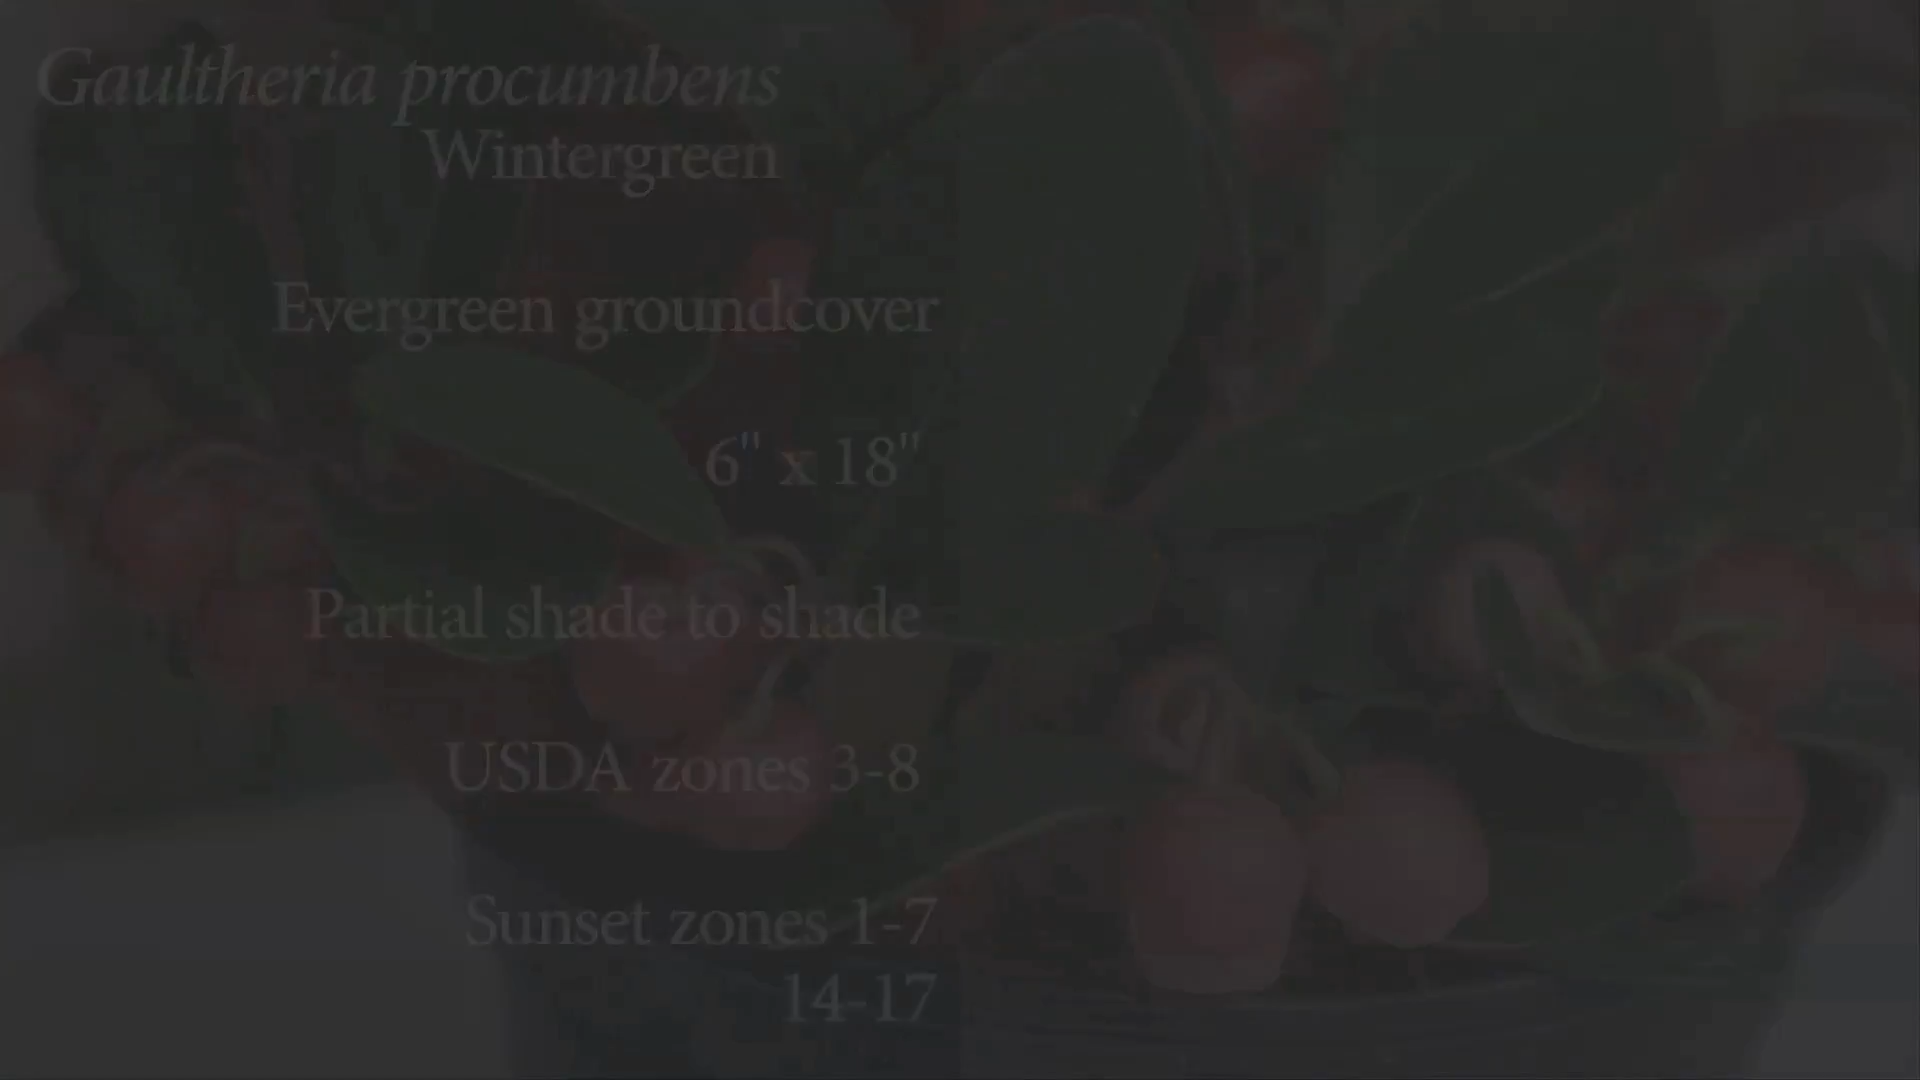 Gaultheria procumbens
Wintergreen
Evergreen groundcover
6" x 18"
Partial shade to shade
USDA zones 3-8
Sunset zones 1-7
14-17